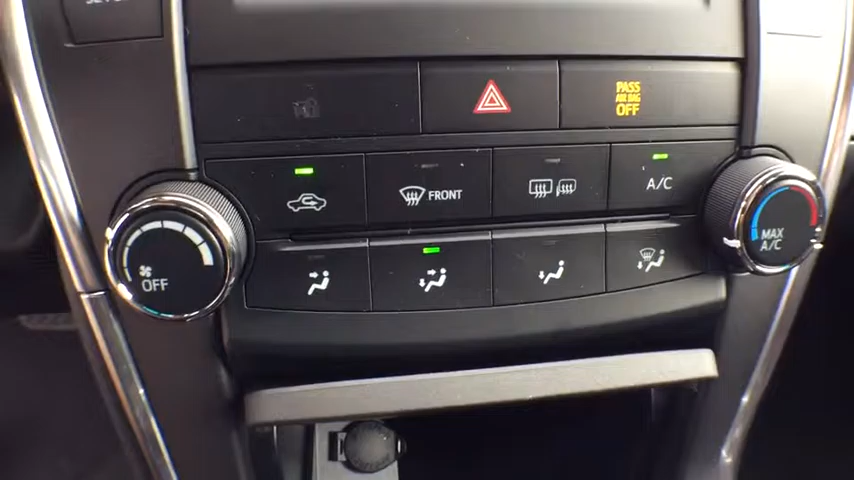 PASS
AIR BAG
OFF
FRONT
A/C
OFF
MAX
A/C